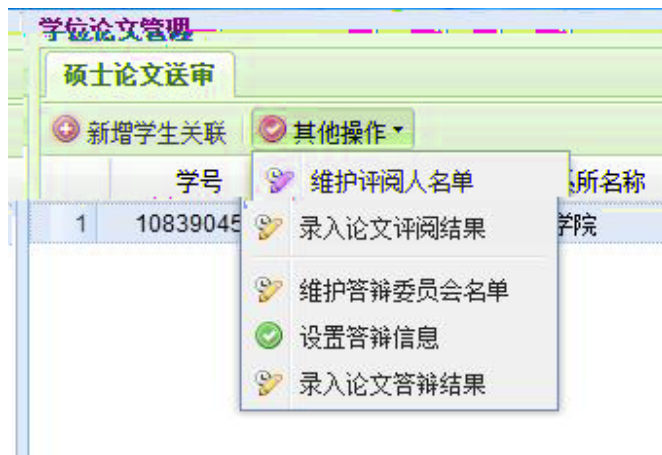 学位论文管理
硕士论文送审
新增学生关联 其他操作
学号 所名称
1 10839045 学院
维护评阅人名单
录入论文评阅结果
维护答辩委员会名单
设置答辩信息
录入论文答辩结果